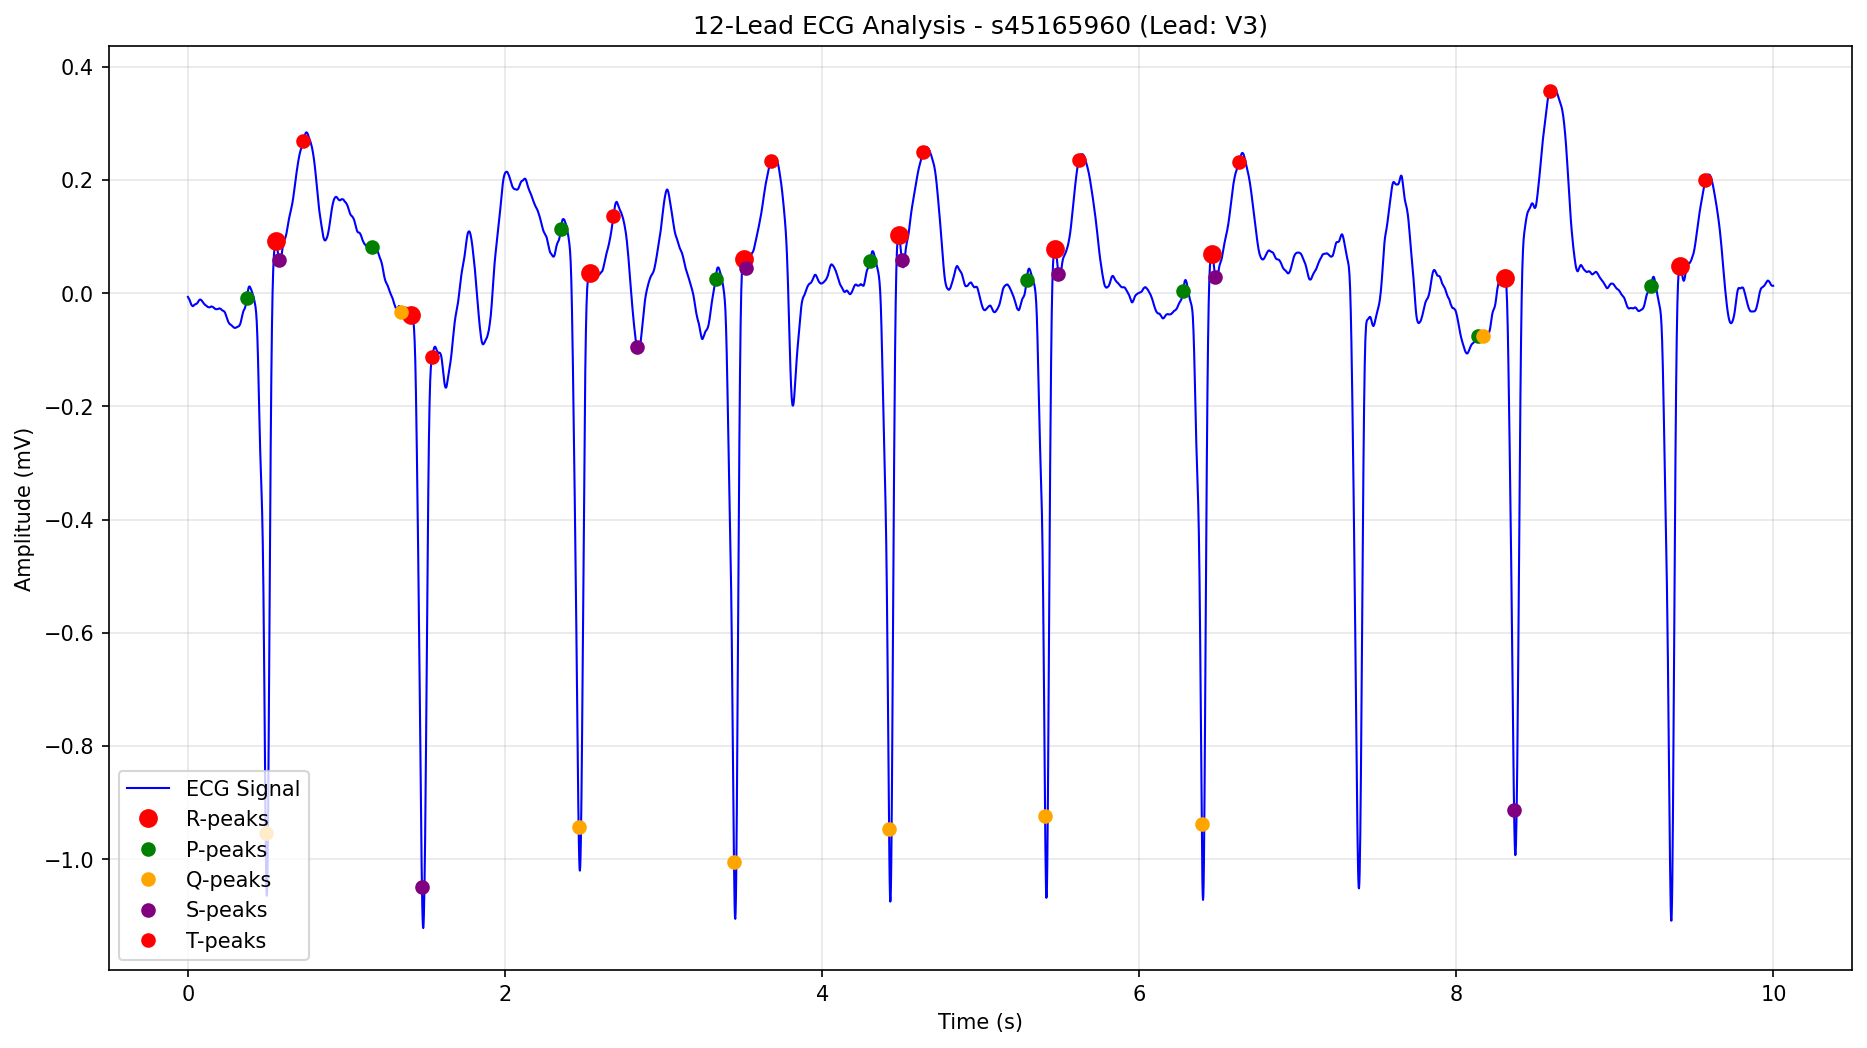 12-Lead ECG Analysis - s45165960 (Lead: V3)
0.4
0.2
0.0
−0.2
−0.4
−0.6
−0.8
−1.0
Amplitude (mV)
ECG Signal
R-peaks
P-peaks
Q-peaks
S-peaks
T-peaks
0 2 4 6 8 10
Time (s)